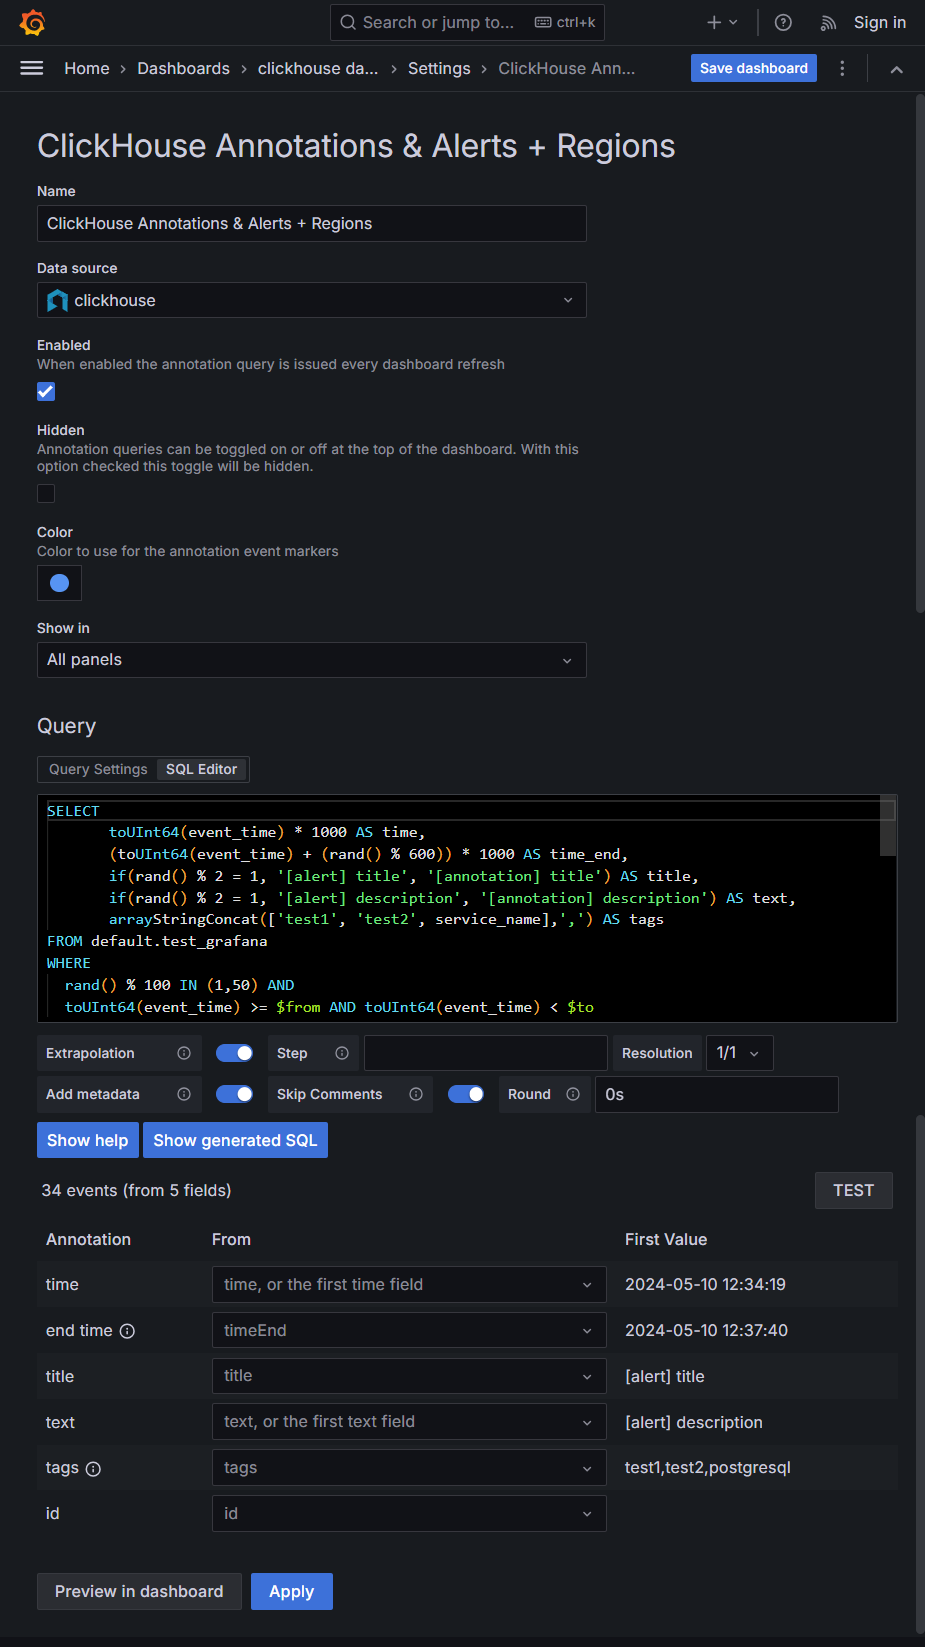 Search or jump to... ctrl+k Sign in
Home › Dashboards › clickhouse da... › Settings › ClickHouse Ann... Save dashboard
ClickHouse Annotations & Alerts + Regions
Name
ClickHouse Annotations & Alerts + Regions
Data source
clickhouse
Enabled
When enabled the annotation query is issued every dashboard refresh
Hidden
Annotation queries can be toggled on or off at the top of the dashboard. With this
option checked this toggle will be hidden.
Color
Color to use for the annotation event markers
Show in
All panels
Query
Query Settings SQL Editor
SELECT
toUInt64(event_time) * 1000 AS time,
(toUInt64(event_time) + (rand() % 600)) * 1000 AS time_end,
if(rand() % 2 = 1, '[alert] title', '[annotation] title') AS title,
if(rand() % 2 = 1, '[alert] description', '[annotation] description') AS text,
arrayStringConcat(['test1', 'test2', service_name],',') AS tags
FROM default.test_grafana
WHERE
rand() % 100 IN (1,50) AND
toUInt64(event_time) >= $from AND toUInt64(event_time) < $to
Extrapolation Step Resolution 1/1
Add metadata Skip Comments Round 0s
Show help Show generated SQL
34 events (from 5 fields) TEST
Annotation From First Value
time time, or the first time field 2024-05-10 12:34:19
end time timeEnd 2024-05-10 12:37:40
title title [alert] title
text text, or the first text field [alert] description
tags tags test1,test2,postgresql
id id
Preview in dashboard Apply